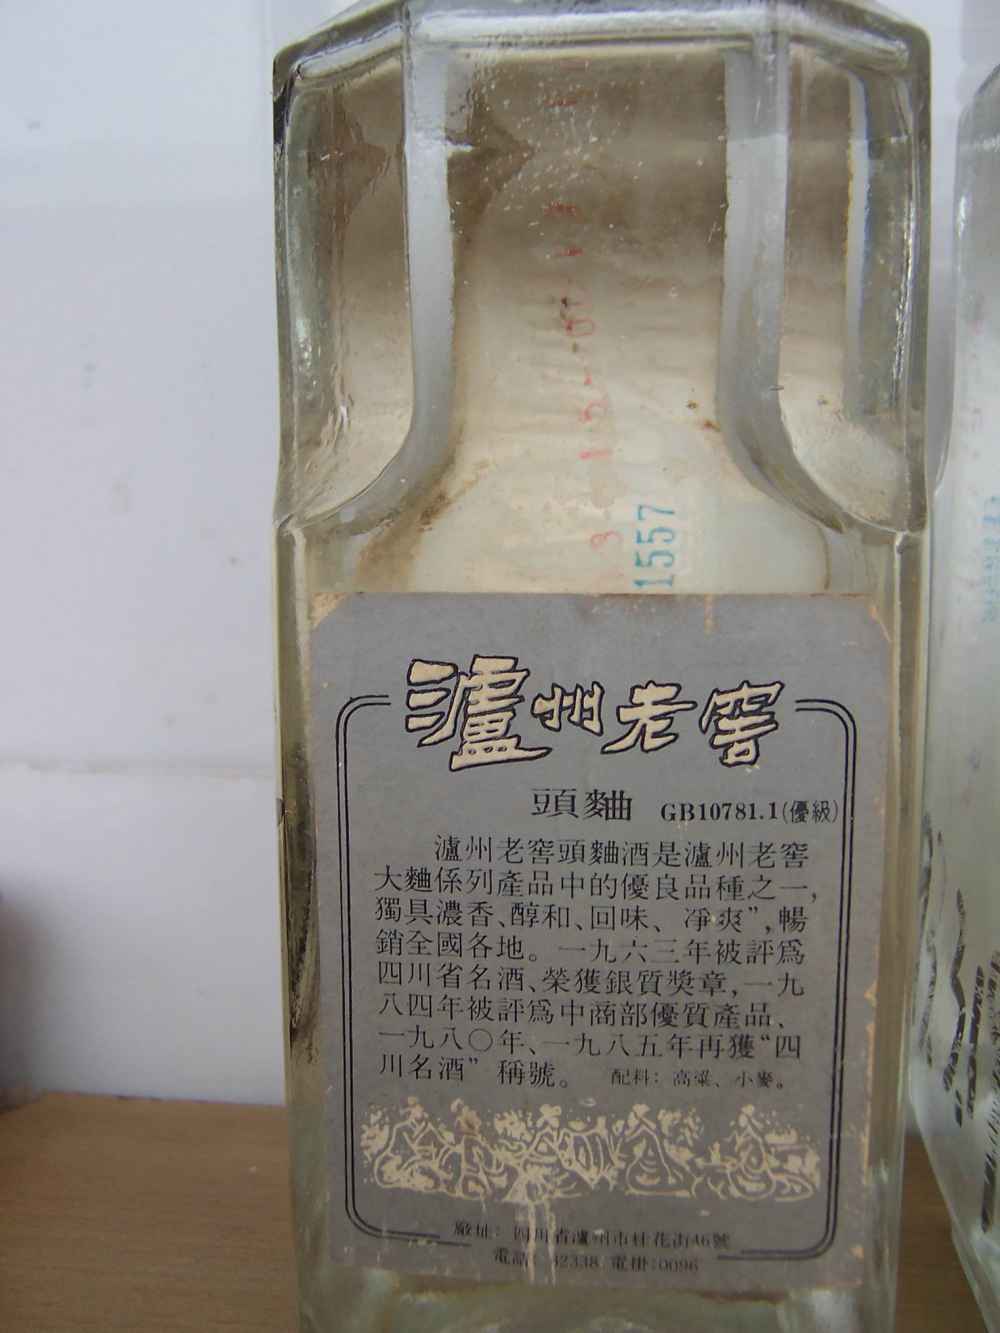 1557
瀘州老窖
頭麯 GB10781.1(優級)
瀘州老窖頭麯酒是瀘州老窖
大麯係列產品中的優良品種之一,
獨具濃香、醇和、回味、凈爽”,暢
銷全國各地。一九六三年被評爲
四川省名酒、榮獲銀質獎章,一九
八四年被評爲中商部優質產品、
一九八〇年、一九八五年再獲“四
川名酒”稱號。 配料: 高粱、小麥。
廠址: 四川省瀘州市桂花街46號
電話: 電掛:0096